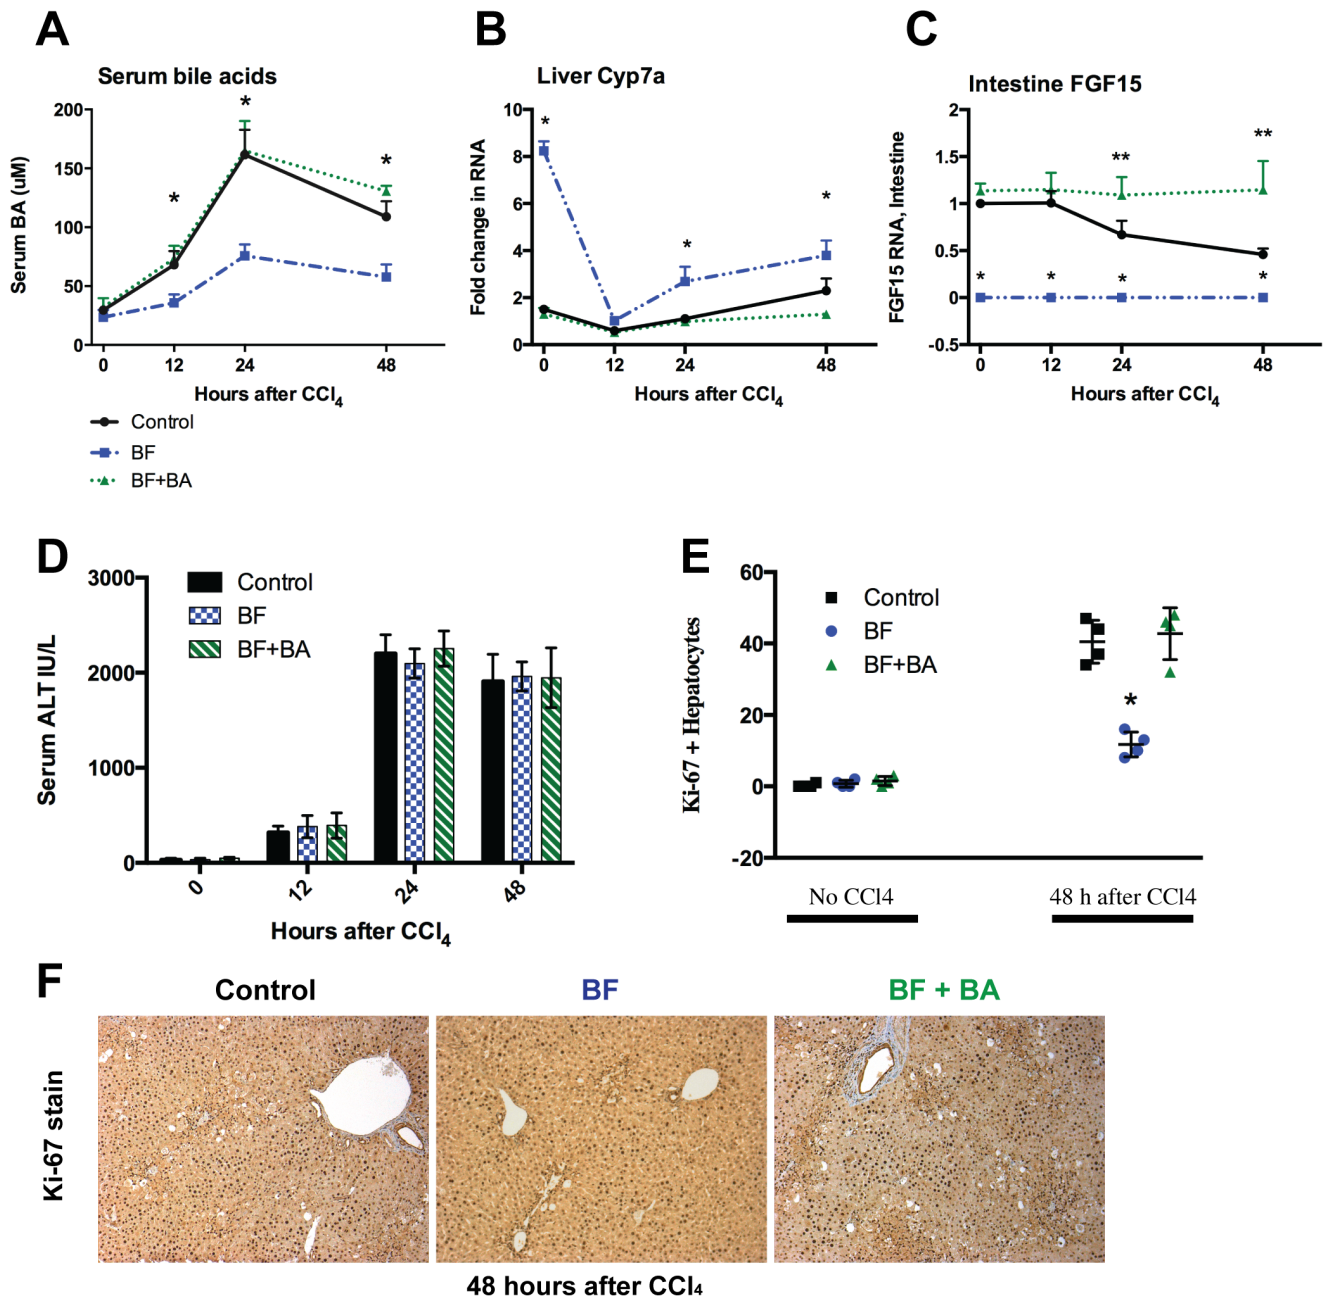 A
B
C
Serum bile acids
Liver Cyp7a
Intestine FGF15
Serum BA (uM)
200
150
100
50
0
*
*
*
0 12 24 48
Hours after CCl4
Fold change in RNA
10
8
6
4
2
0
*
*
*
0 12 24 48
Hours after CCl4
FGF15 RNA, Intestine
2
1.5
1
0.5
0
-0.5
**
**
*
*
*
*
0 12 24 48
Hours after CCl4
Control
BF
BF+BA
D
Serum ALT IU/L
3000
2000
1000
0
Control
BF
BF+BA
0 12 24 48
Hours after CCl4
E
Ki-67 + Hepatocytes
60
40
20
0
-20
Control
BF
BF+BA
*
No CCl4
48 h after CCl4
F
Control
BF
BF + BA
Ki-67 stain
48 hours after CCl4